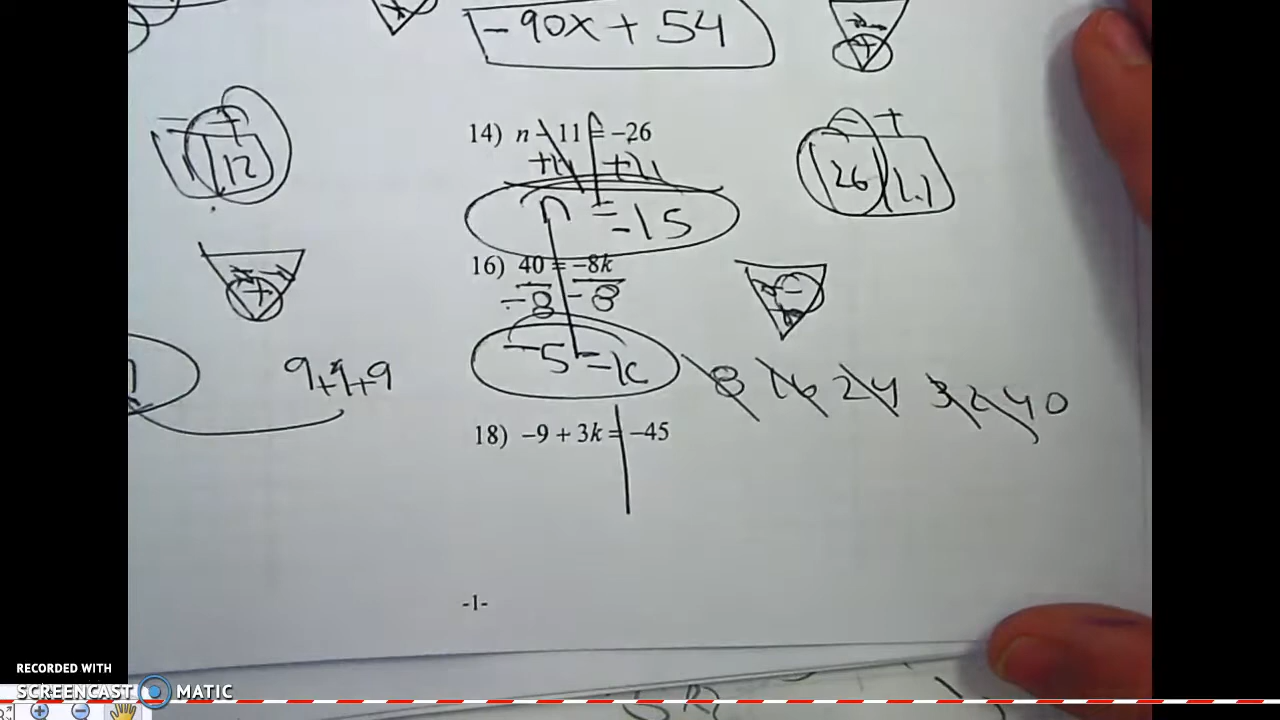 -90x + 54
- +
12
14) n - 11 = -26
+11 +11
n = -15
- +
26 11
16) 40 = -8k
-8 -8
-5 = k
9+9+9
8 16 24 32 40
18) -9 + 3k = -45
-1-
RECORDED WITH
SCREENCAST MATIC